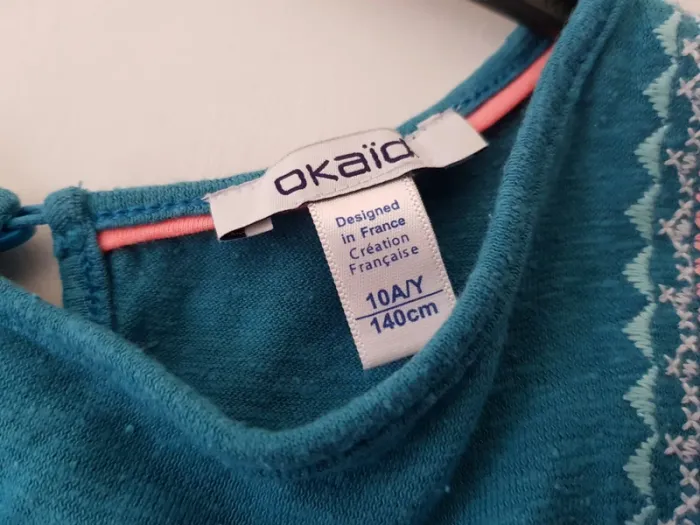 OKaïdi
Designed
in France
Création
Française
10A/Y
140cm